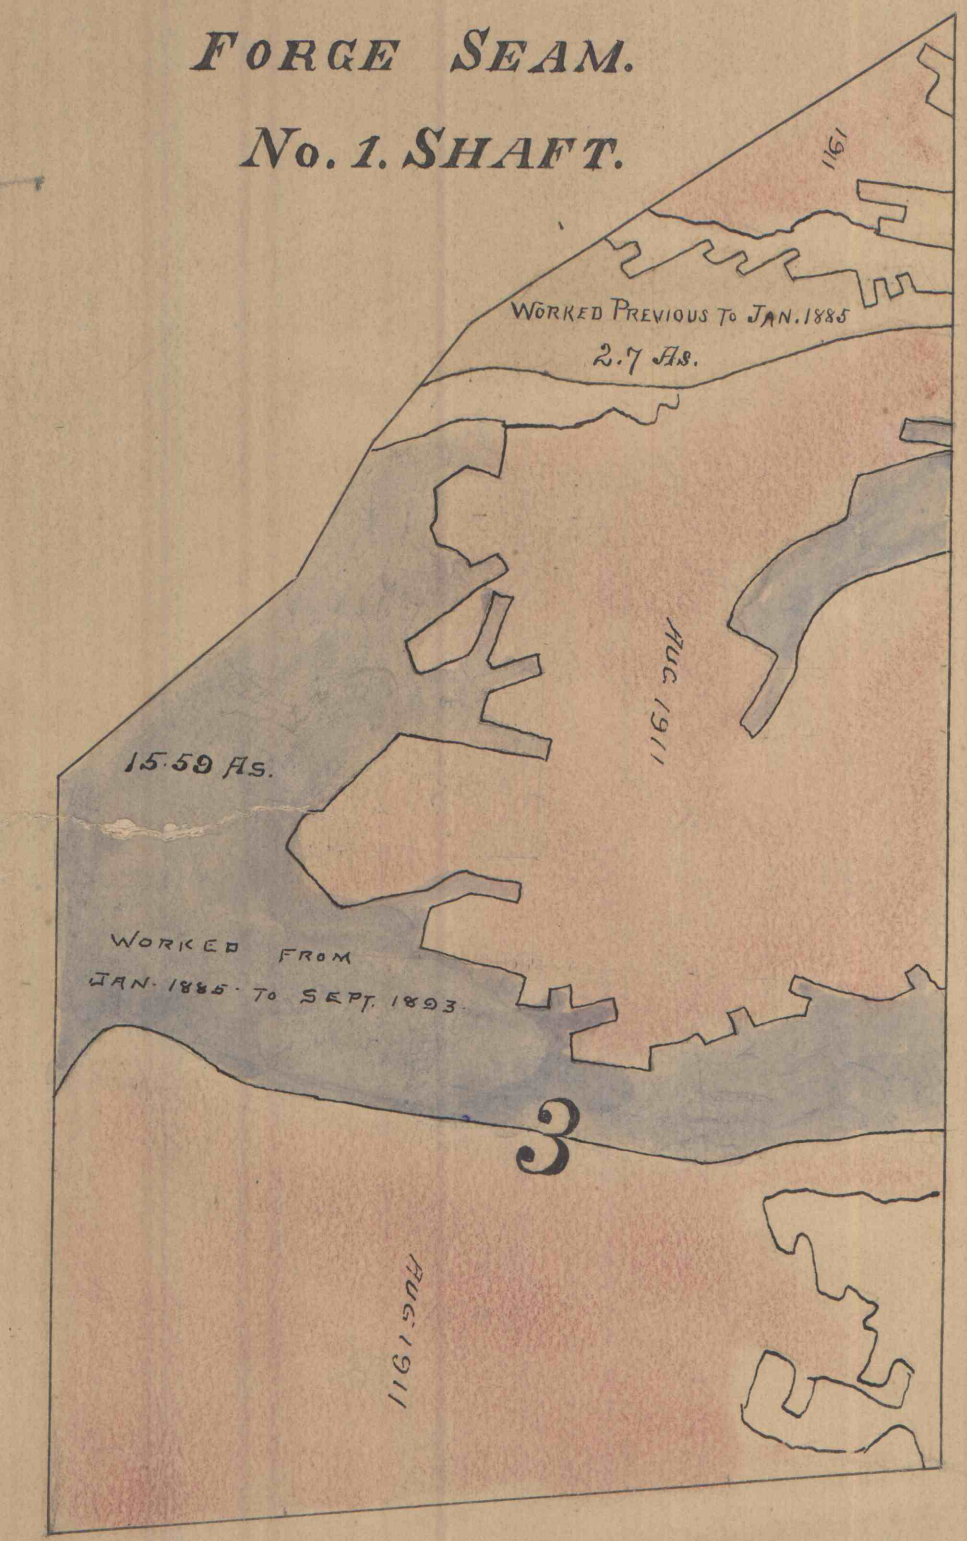 FORGE SEAM.
No. 1. SHAFT.
1911
WORKED PREVIOUS TO JAN. 1885
2.7 As.
AUG 1911
15.59 As.
WORKED FROM
JAN. 1885. TO SEPT. 1893.
3
AUG 1911